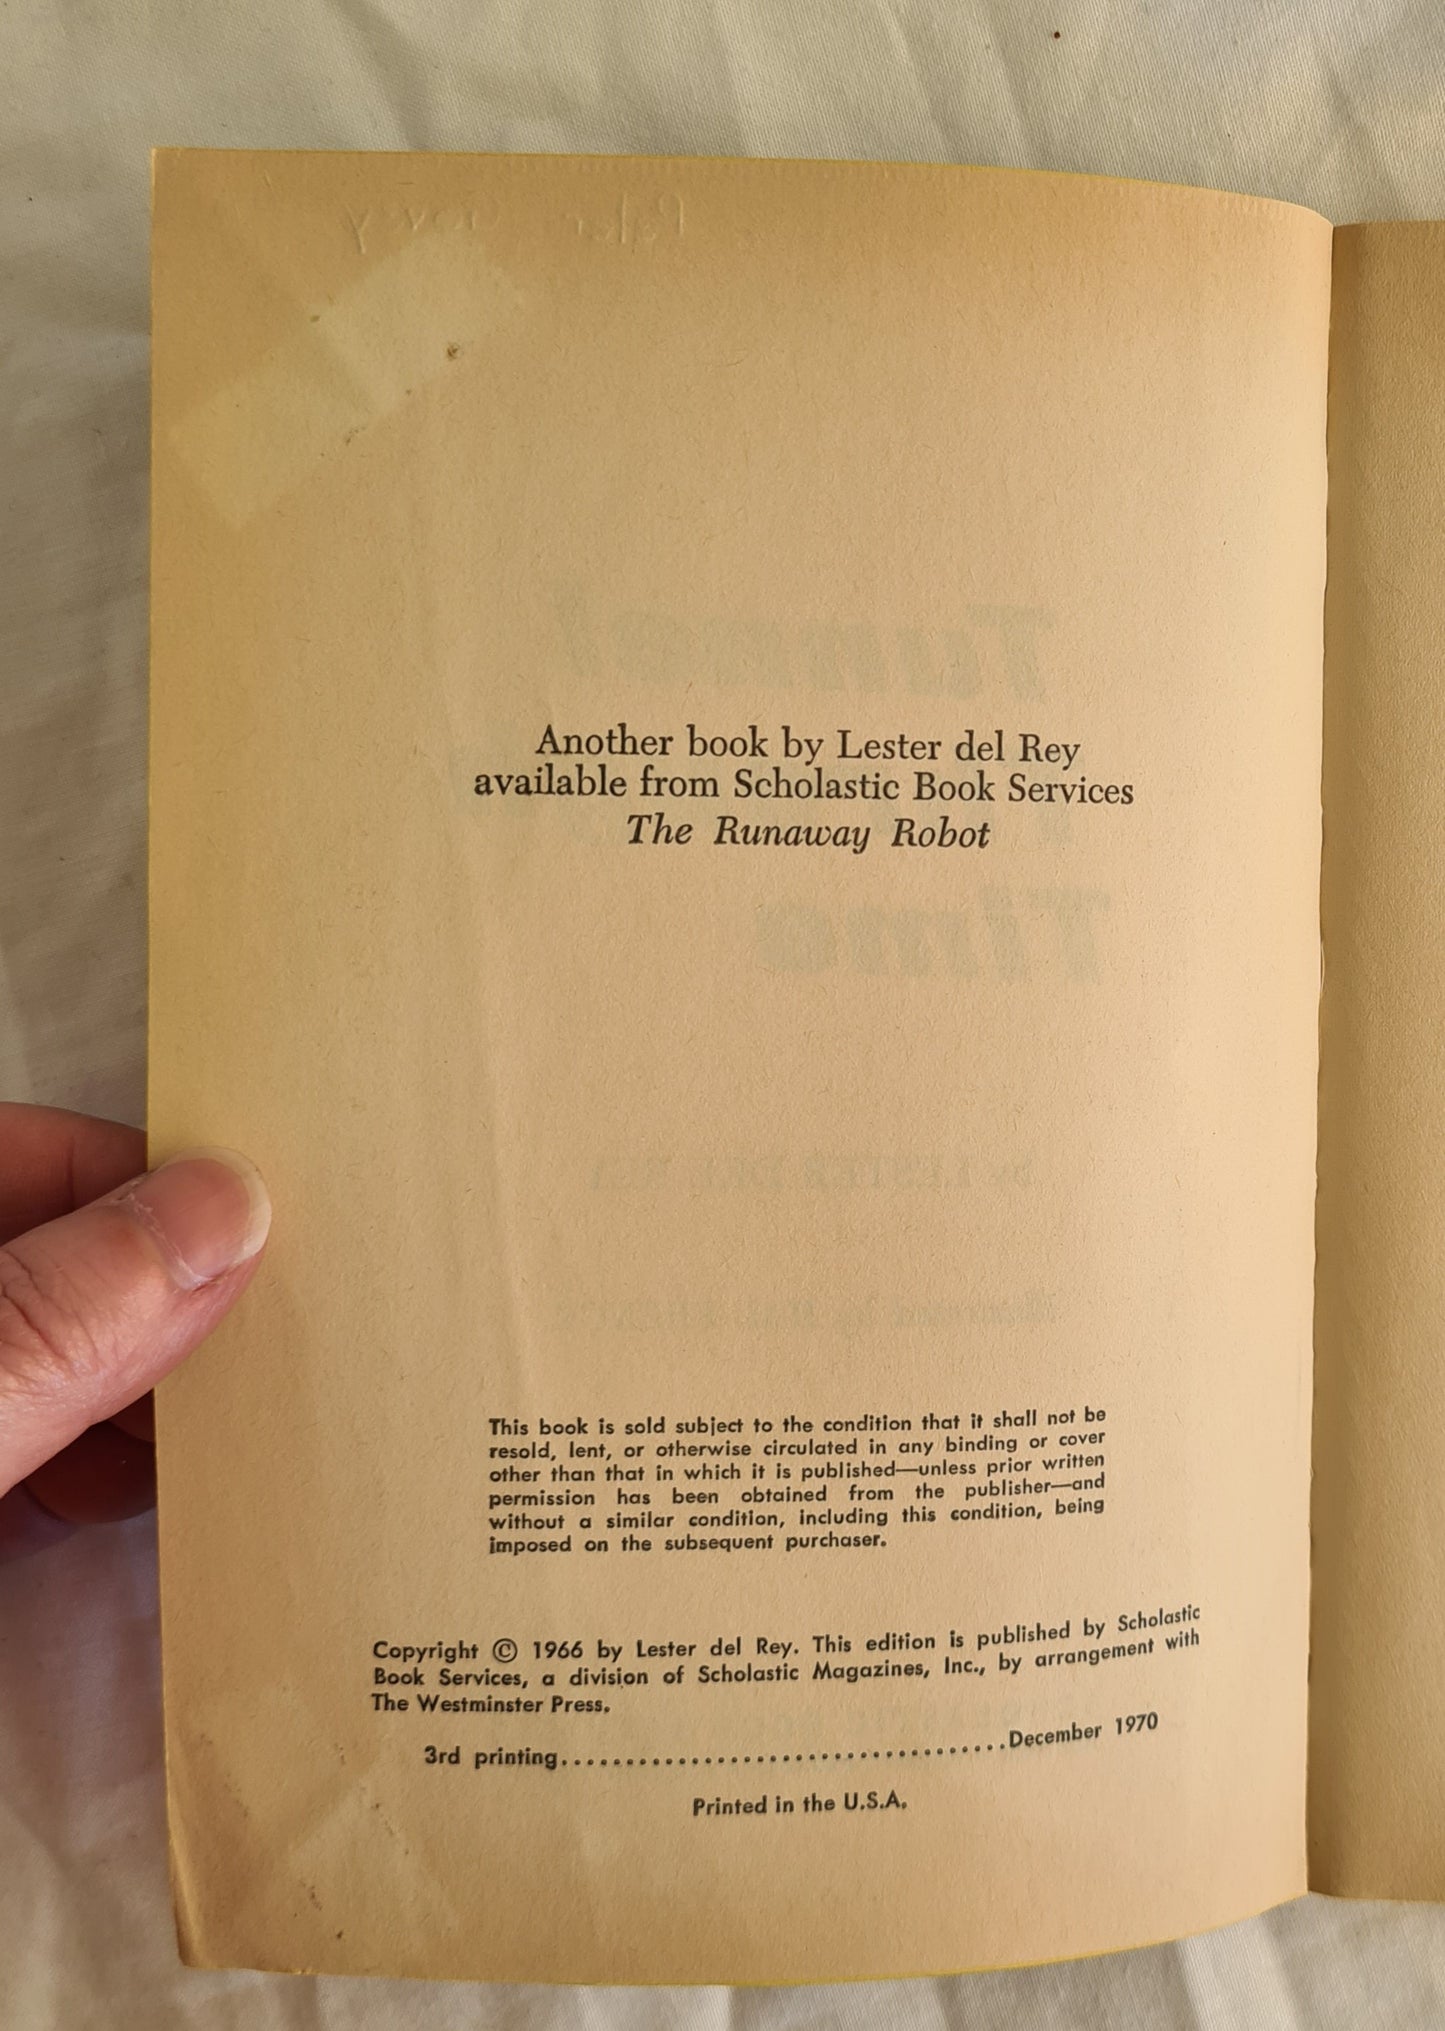 Another book by Lester del Rey
available from Scholastic Book Services
The Runaway Robot
This book is sold subject to the condition that it shall not be
resold, lent, or otherwise circulated in any binding or cover
other than that in which it is published—unless prior written
permission has been obtained from the publisher—and
without a similar condition, including this condition, being
imposed on the subsequent purchaser.
Copyright © 1966 by Lester del Rey. This edition is published by Scholastic
Book Services, a division of Scholastic Magazines, Inc., by arrangement with
The Westminster Press.
3rd printing..................................December 1970
Printed in the U.S.A.